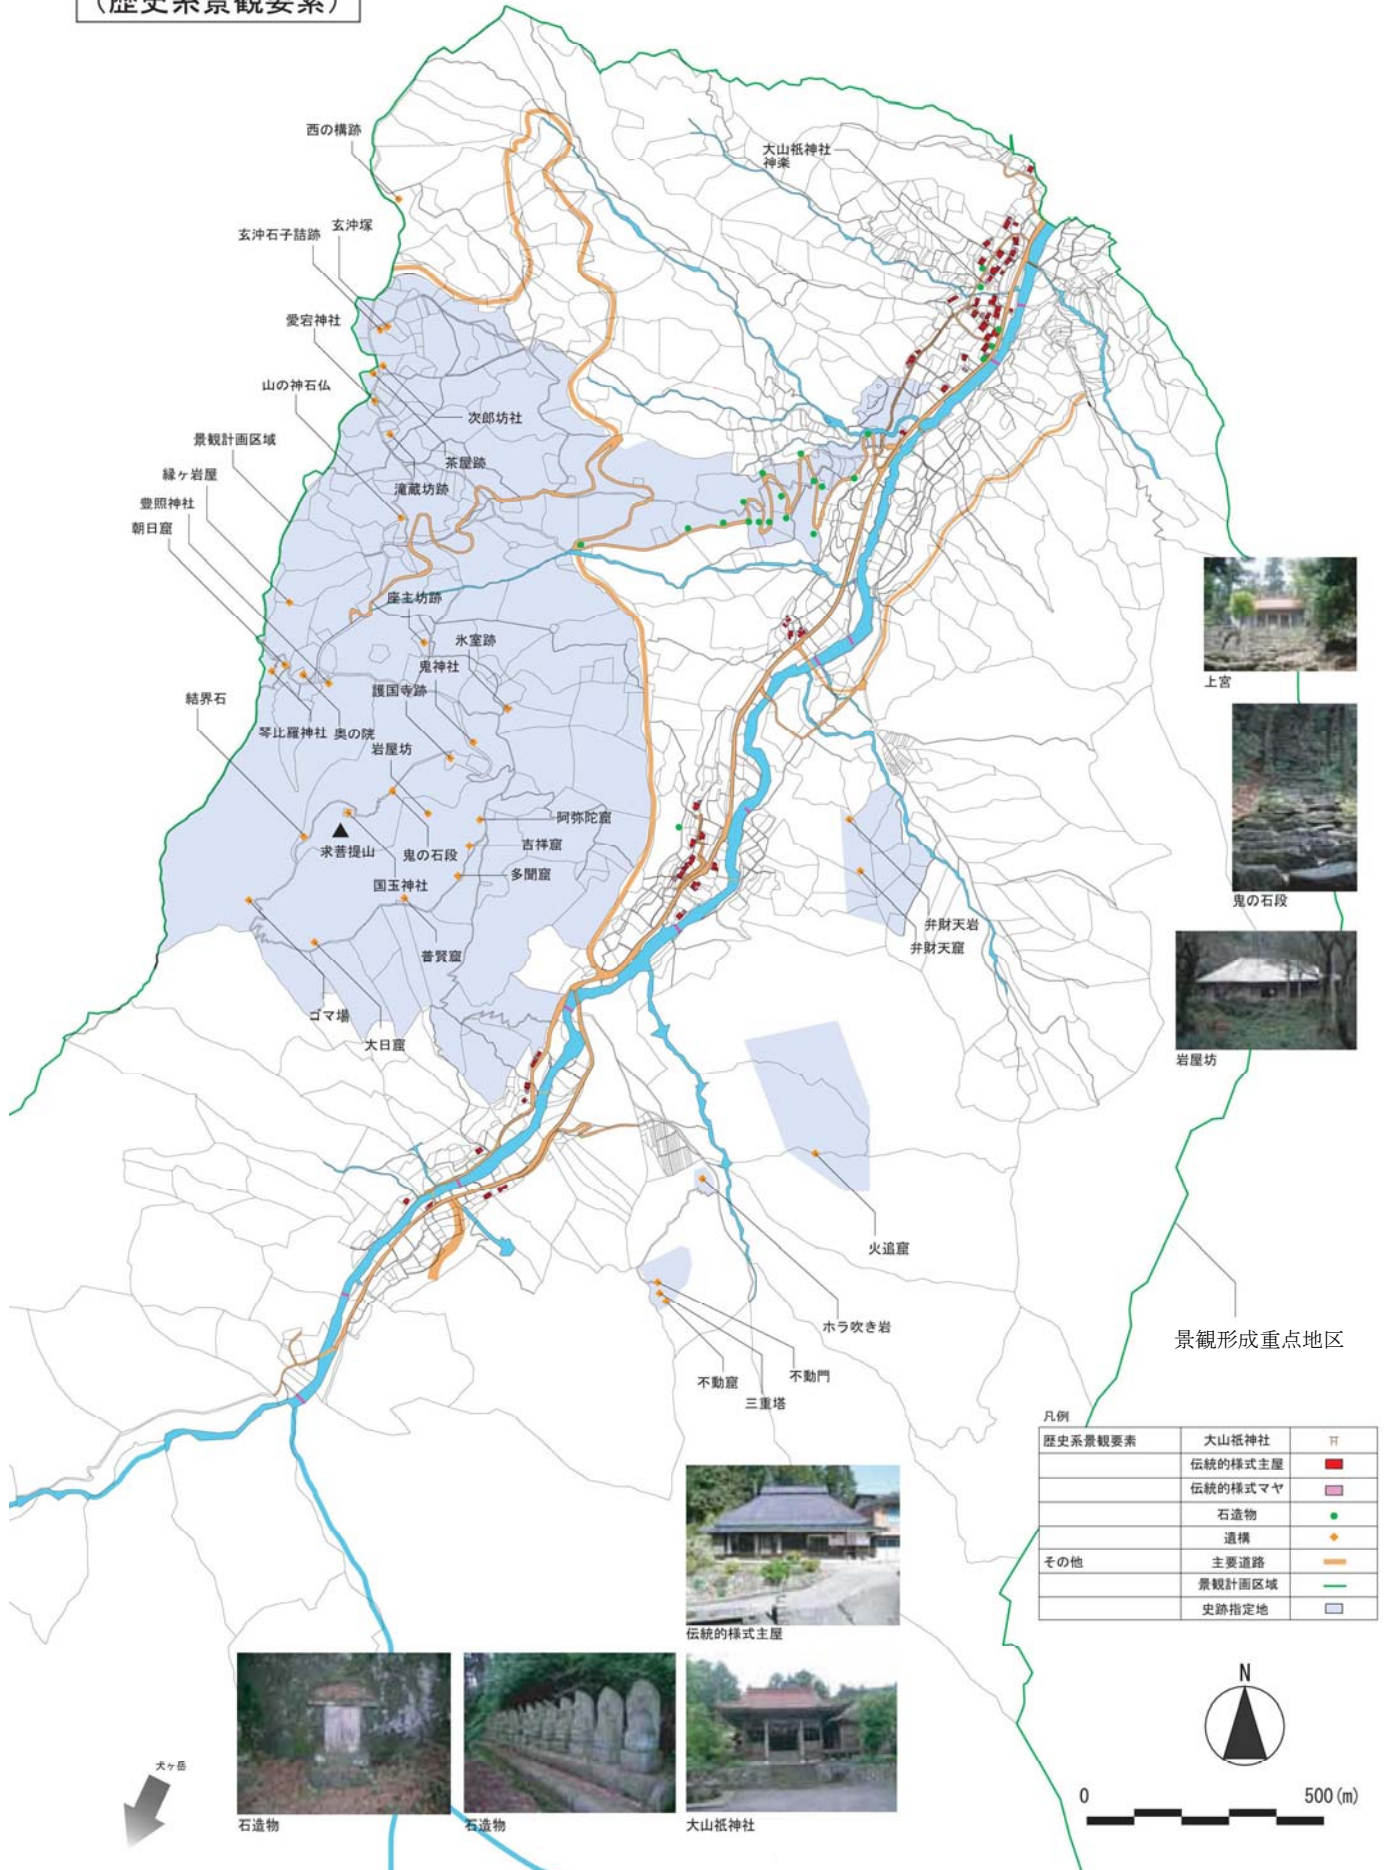 (歴史系景観要素)
西の構跡
大山祇神社
神楽
玄沖塚
玄沖石子詰跡
愛宕神社
山の神石仏
次郎坊社
景観計画区域
茶屋跡
縁ヶ岩屋
滝蔵坊跡
豊照神社
朝日窟
座主坊跡
氷室跡
鬼神社
上宮
護国寺跡
結界石
琴比羅神社
奥の院
岩屋坊
阿弥陀窟
吉祥窟
求菩提山
鬼の石段
多聞窟
国玉神社
鬼の石段
弁財天岩
弁財天窟
普賢窟
ゴマ場
大日窟
岩屋坊
火追窟
ホラ吹き岩
景観形成重点地区
不動門
不動窟
三重塔
凡例
歴史系景観要素 大山祇神社
伝統的様式主屋
伝統的様式マヤ
石造物
遺構
その他 主要道路
景観計画区域
史跡指定地
伝統的様式主屋
N
犬ヶ岳
0 500(m)
石造物
石造物
大山祇神社